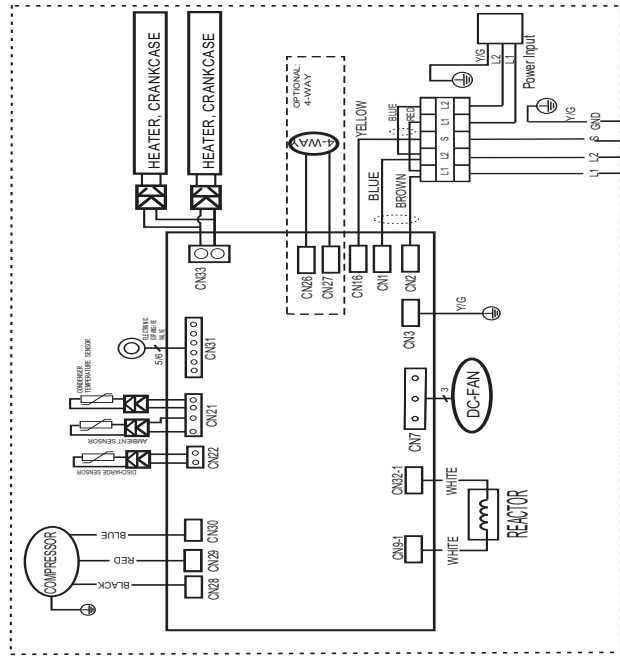 HEATER, CRANKCASE
HEATER, CRANKCASE
CN33
OPTIONAL:
4-WAY
4-WAY
CN26
CN27
YELLOW
BLUE
BROWN
BLUE
RED
CN16
CN1
CN2
L2
L1
S
L2
L1
Y/G
L2
L1
Power Input
Y/G
GND
S
L2
L1
CN3
Y/G
ELECTRONIC
EXPANSIVE
VALVE
5/6
CN31
CONDENSER
TEMPERATURE SENSOR
AMBIENT SENSOR
CN21
DISCHARGE SENSOR
CN22
CN7
3
DC-FAN
CN32-1
WHITE
REACTOR
CN9-1
WHITE
COMPRESSOR
BLUE
RED
BLACK
CN30
CN29
CN28